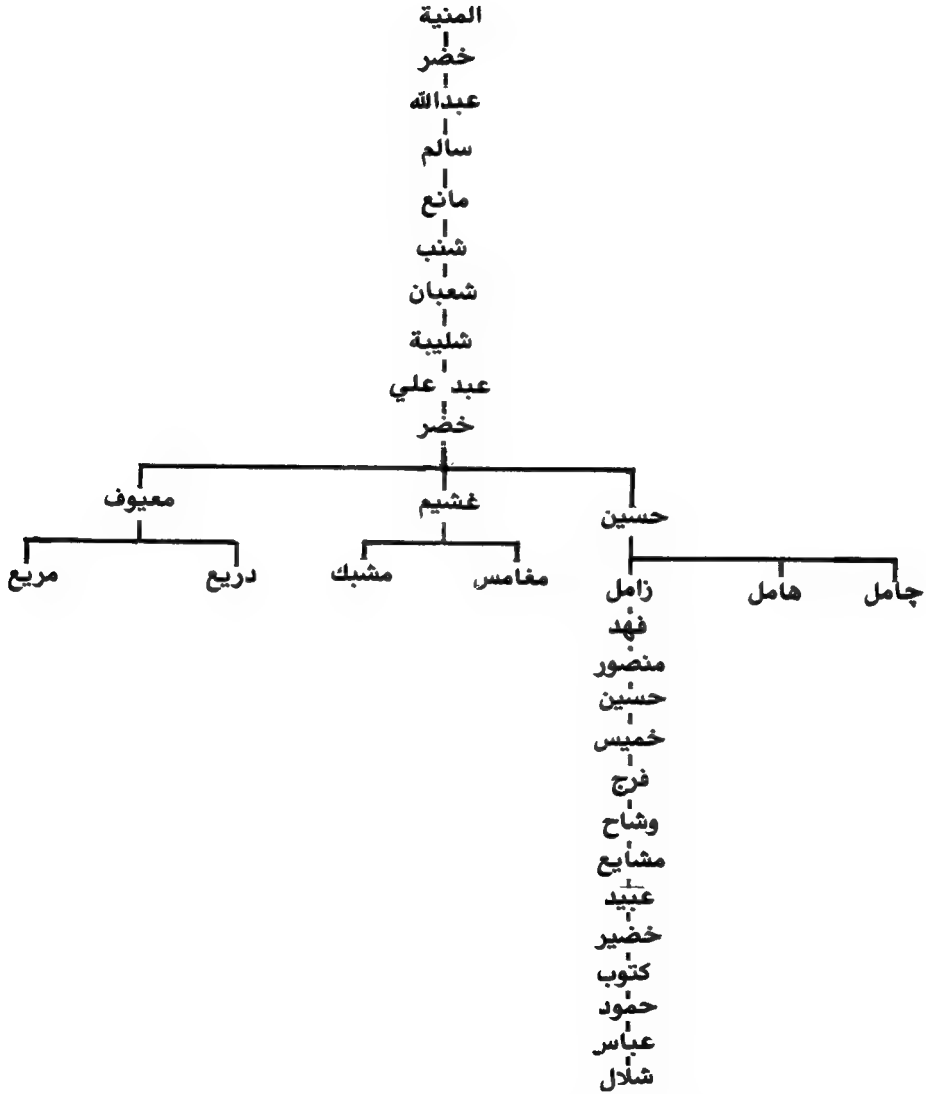 المنية
خضر
عبدالله
سالم
مانع
شنب
شعبان
شليبة
عبد علي
خضر
حسين غشيم معيوف
چامل هامل زامل مغامس مشبك دريع مريع
فهد
منصور
حسين
خميس
فرج
وشاح
مشايع
عبيد
خضير
كتوب
حمود
عباس
شلال